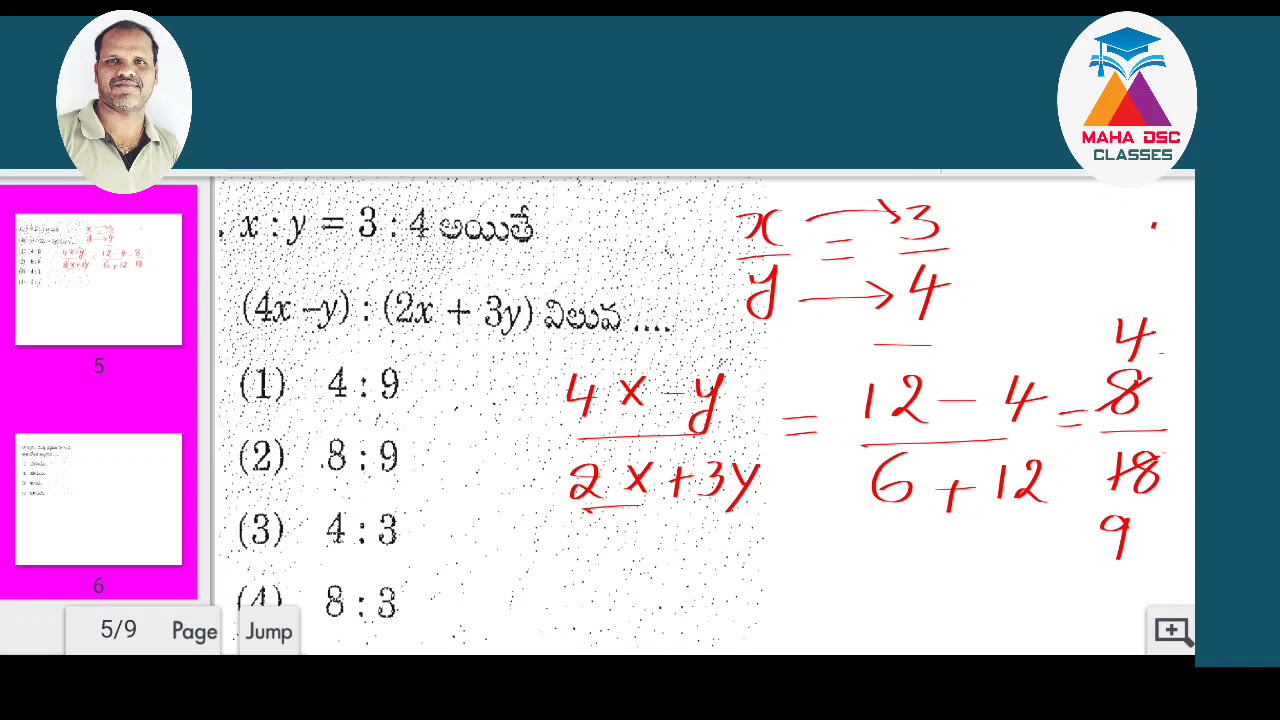 MAHA DSC
CLASSES
x : y = 3 : 4 అయితే
(4x –y) : (2x + 3y) విలువ ....
(1) 4 : 9
(2) 8 : 9
(3) 4 : 3
(4) 8 : 3
x = 3
y 4
4
4x - y = 12 - 4 = 8
2x + 3y 6 + 12 18
9
5
6
5/9 Page Jump